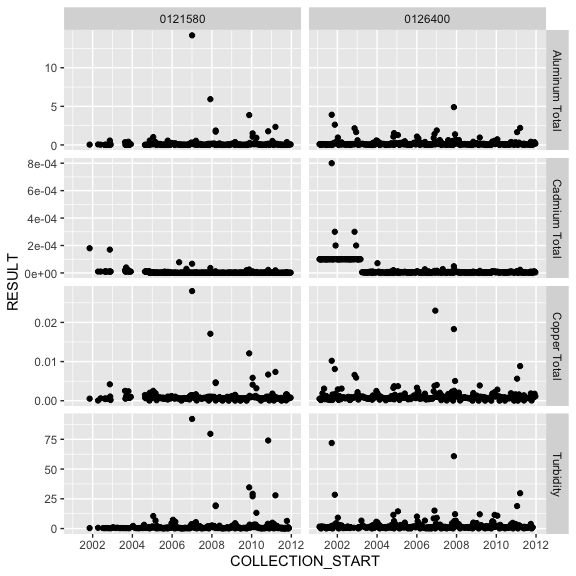 0121580 0126400
10
5
0
Aluminum Total
8e-04
6e-04
4e-04
2e-04
0e+00
Cadmium Total
0.02
0.01
0.00
Copper Total
75
50
25
0
Turbidity
RESULT
2002 2004 2006 2008 2010 2012 2002 2004 2006 2008 2010 2012
COLLECTION_START